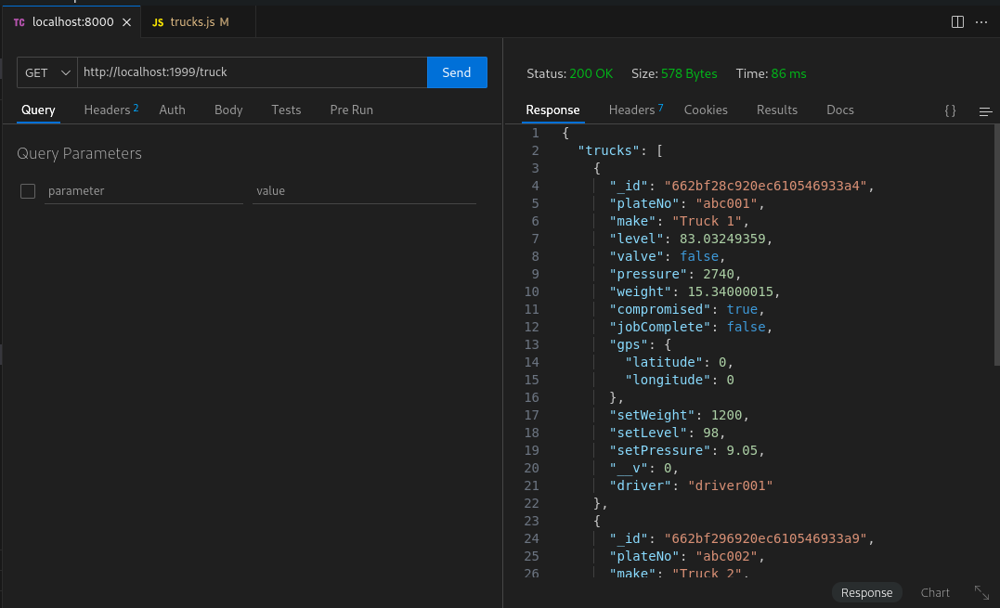 TC localhost:8000
JS trucks.js M
GET http://localhost:1999/truck Send
Query Headers 2 Auth Body Tests Pre Run
Query Parameters
parameter value
Status: 200 OK Size: 578 Bytes Time: 86 ms
Response Headers 7 Cookies Results Docs {}
1 {
2 "trucks": [
3 {
4 "_id": "662bf28c920ec610546933a4",
5 "plateNo": "abc001",
6 "make": "Truck 1",
7 "level": 83.03249359,
8 "valve": false,
9 "pressure": 2740,
10 "weight": 15.34000015,
11 "compromised": true,
12 "jobComplete": false,
13 "gps": {
14 "latitude": 0,
15 "longitude": 0
16 },
17 "setWeight": 1200,
18 "setLevel": 98,
19 "setPressure": 9.05,
20 "__v": 0,
21 "driver": "driver001"
22 },
23 {
24 "_id": "662bf296920ec610546933a9",
25 "plateNo": "abc002",
26 "make": "Truck 2",
Response Chart